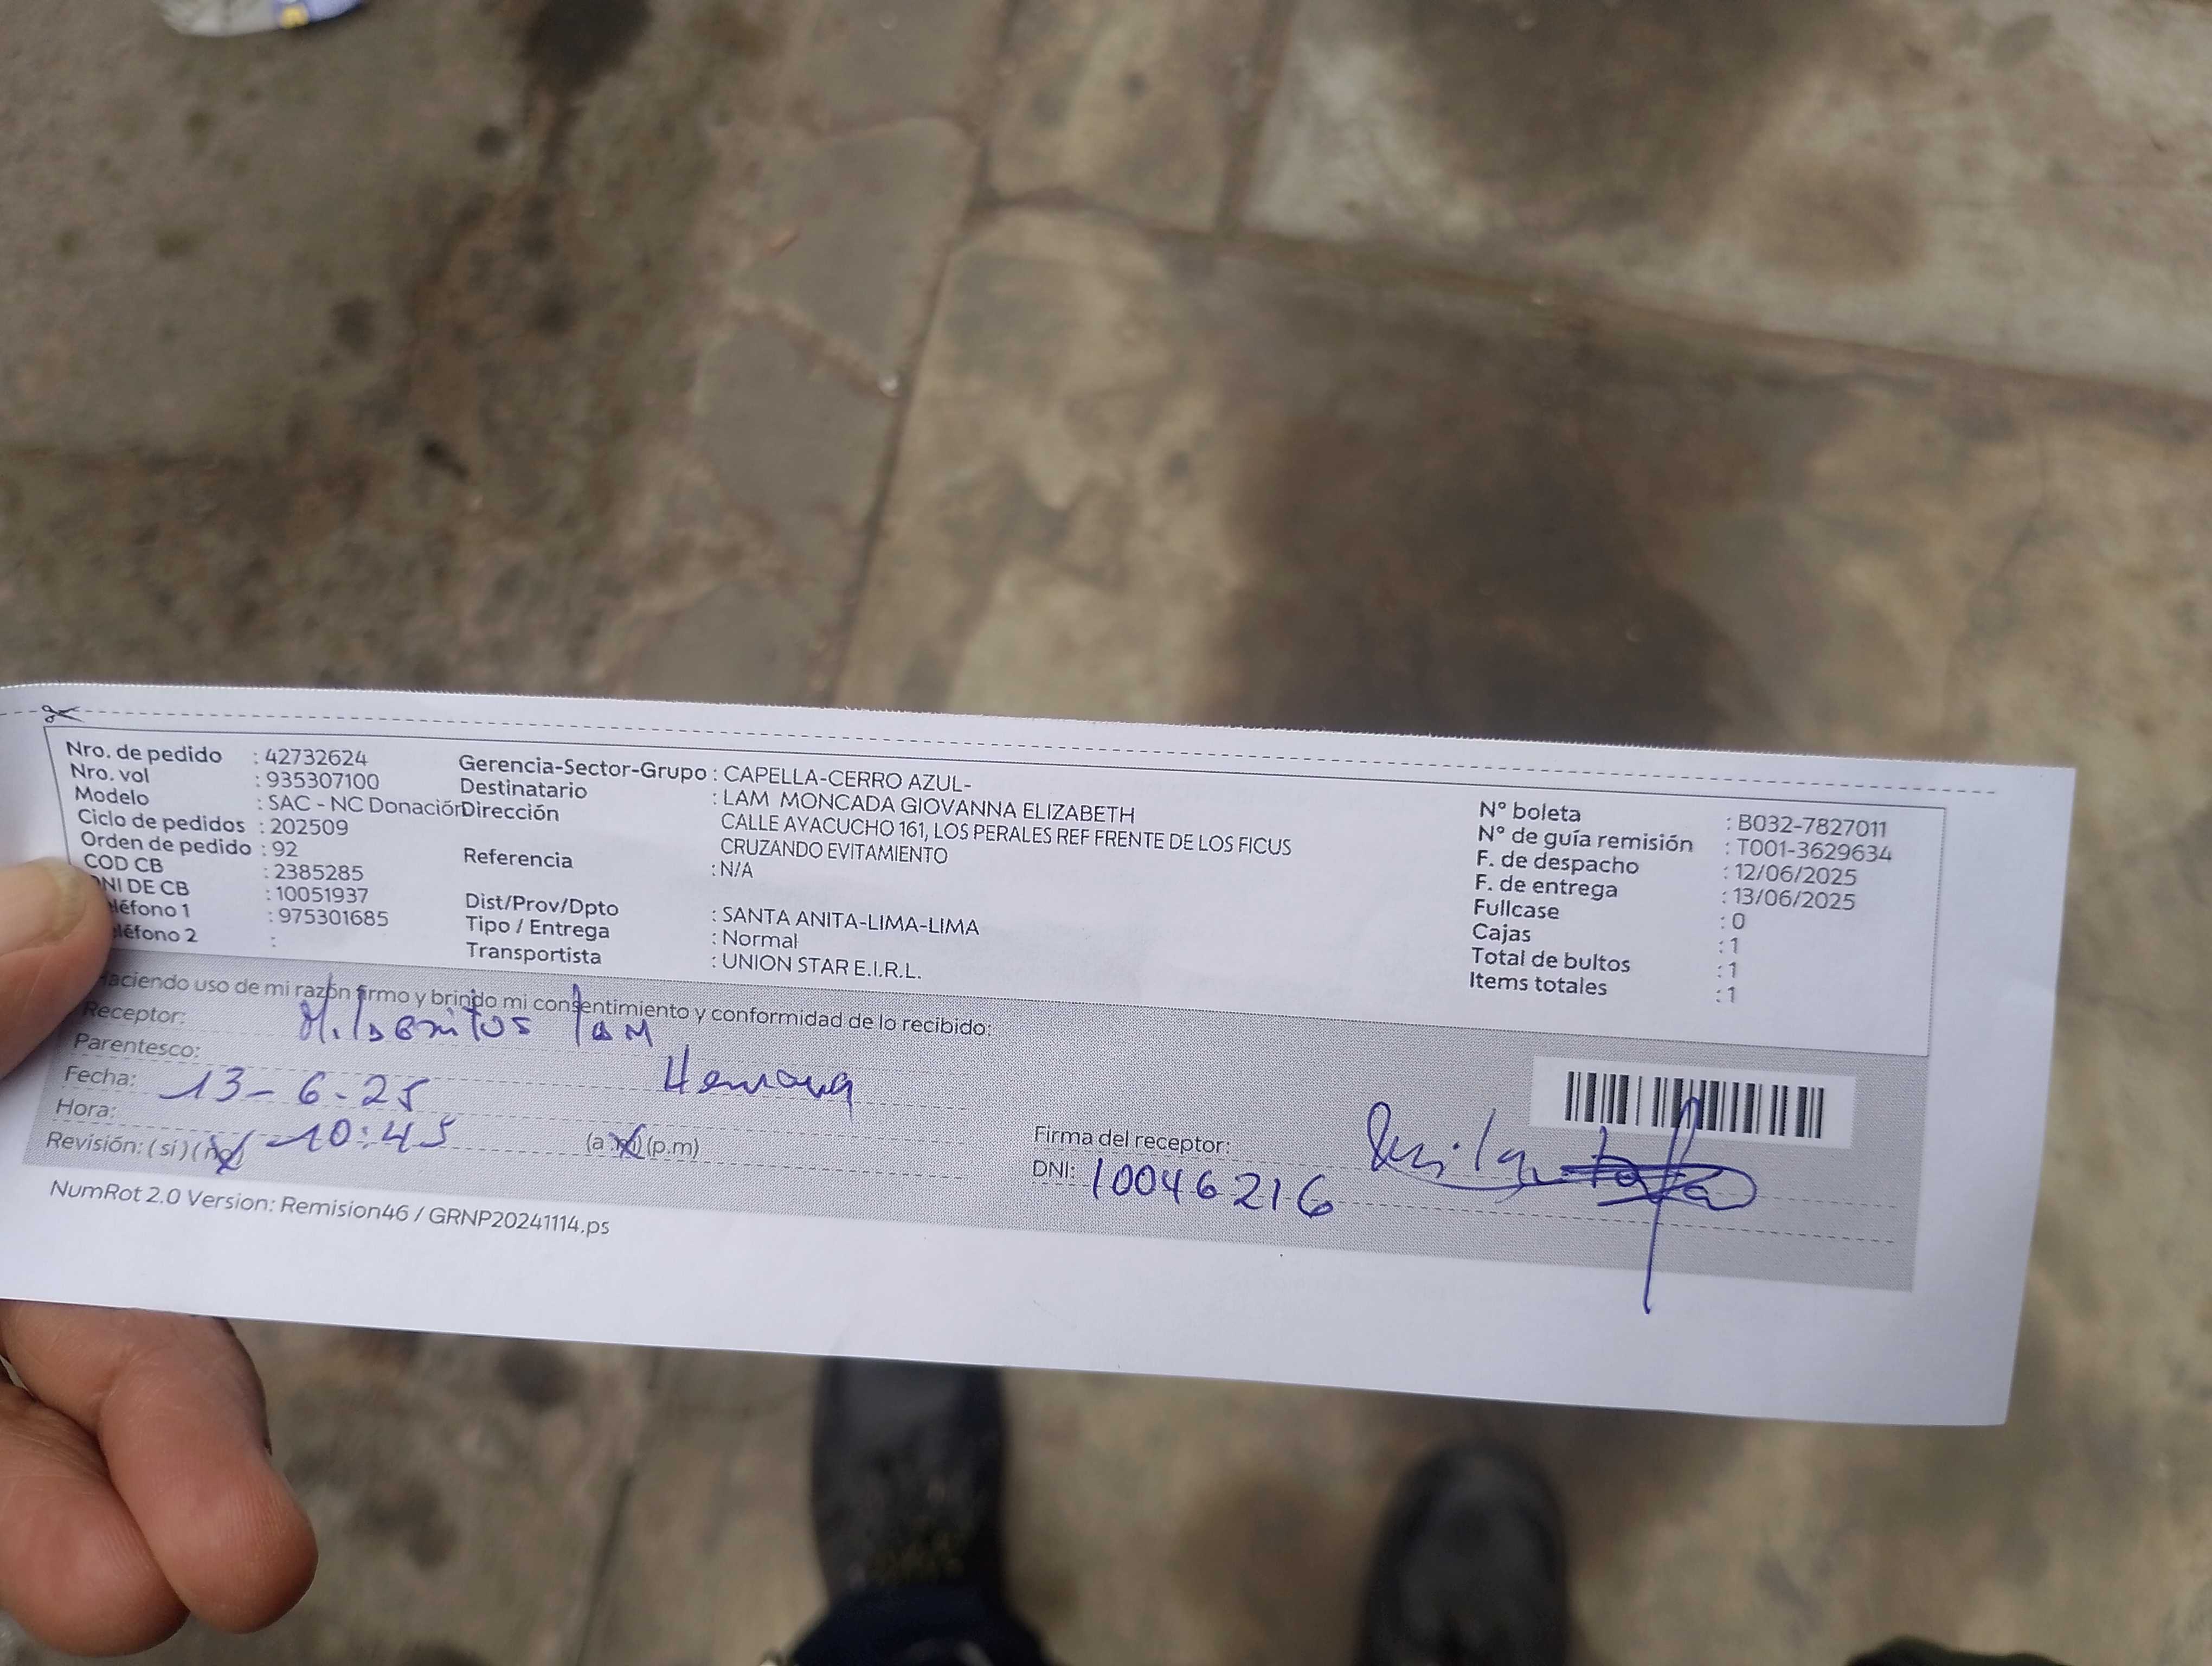 Nro. de pedido : 42732624
Nro. vol : 935307100
Modelo : SAC - NC Donación
Ciclo de pedidos : 202509
Orden de pedido : 92
COD CB : 2385285
NI DE CB : 10051937
léfono 1 : 975301685
léfono 2 :
Gerencia-Sector-Grupo : CAPELLA-CERRO AZUL-
Destinatario : LAM MONCADA GIOVANNA ELIZABETH
Dirección CALLE AYACUCHO 161, LOS PERALES REF FRENTE DE LOS FICUS
CRUZANDO EVITAMIENTO
Referencia : N/A
Dist/Prov/Dpto : SANTA ANITA-LIMA-LIMA
Tipo / Entrega : Normal
Transportista : UNION STAR E.I.R.L.
N° boleta : B032-7827011
N° de guía remisión : T001-3629634
F. de despacho : 12/06/2025
F. de entrega : 13/06/2025
Fullcase : 0
Cajas : 1
Total de bultos : 1
Items totales : 1
Haciendo uso de mi razón firmo y brindo mi consentimiento y conformidad de lo recibido:
Receptor: Lam
Parentesco: Hermana
Fecha: 13-6-25
Hora: 10:45 (a.m) (p.m)
Revisión: (si) (no)
Firma del receptor:
DNI: 10046216
NumRot 2.0 Version: Remision46 / GRNP20241114.ps